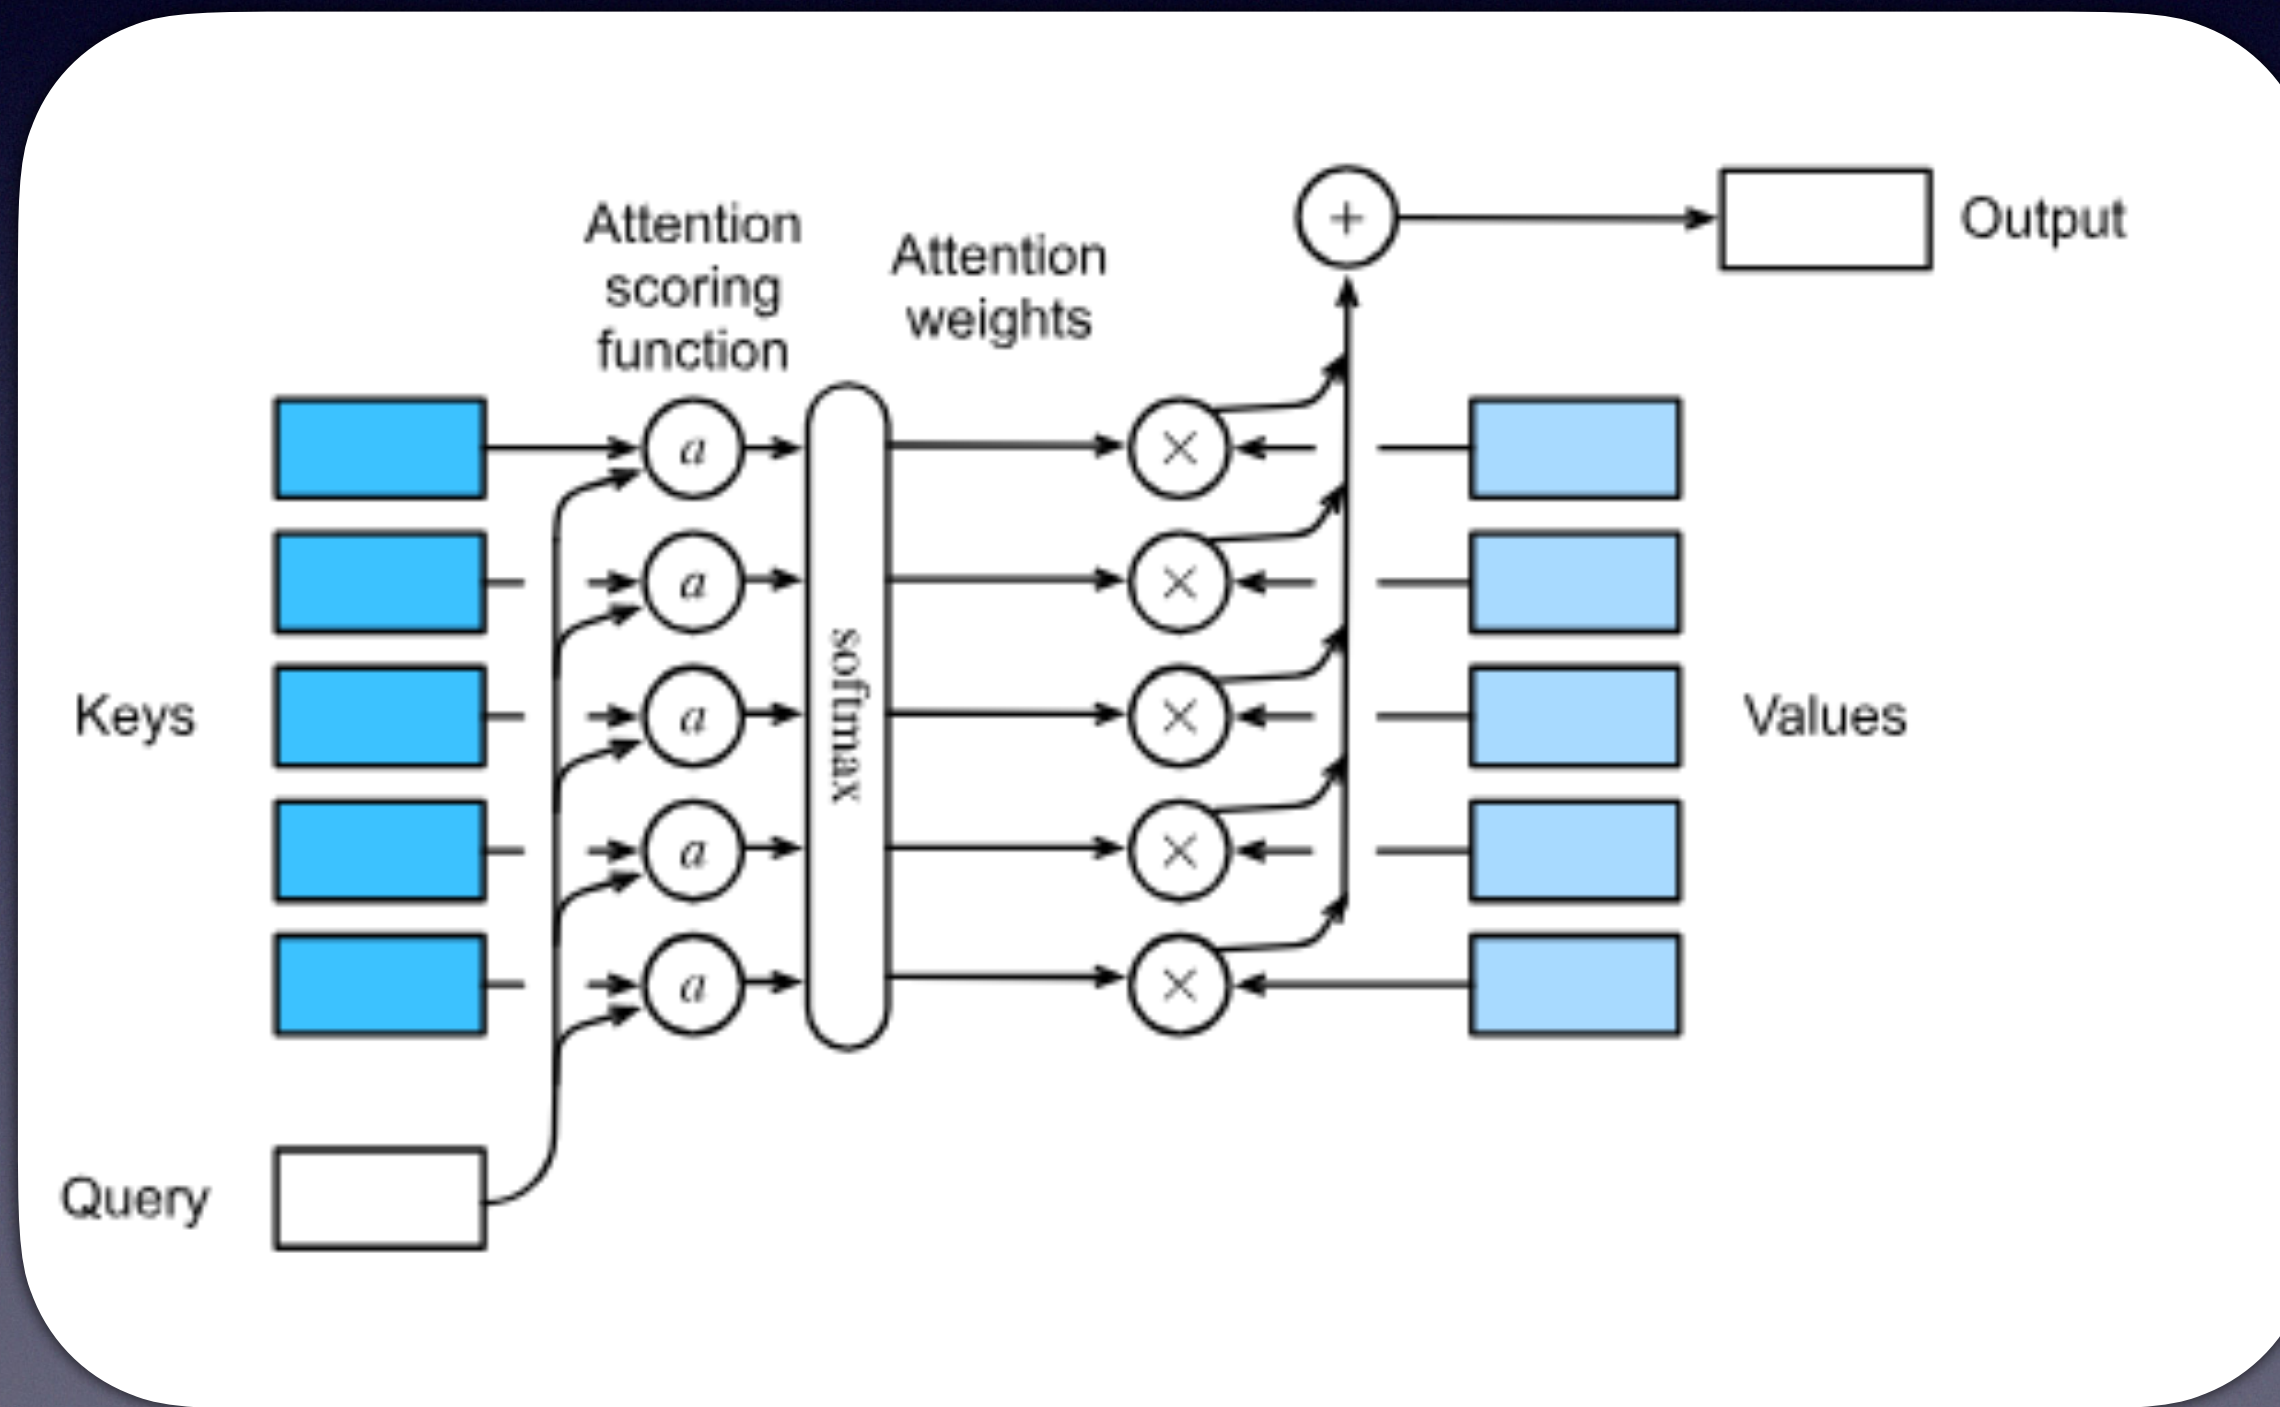 Attention
scoring
function
Attention
weights
+
Output
a
×
a
×
Keys
a
softmax
×
Values
a
×
a
×
Query